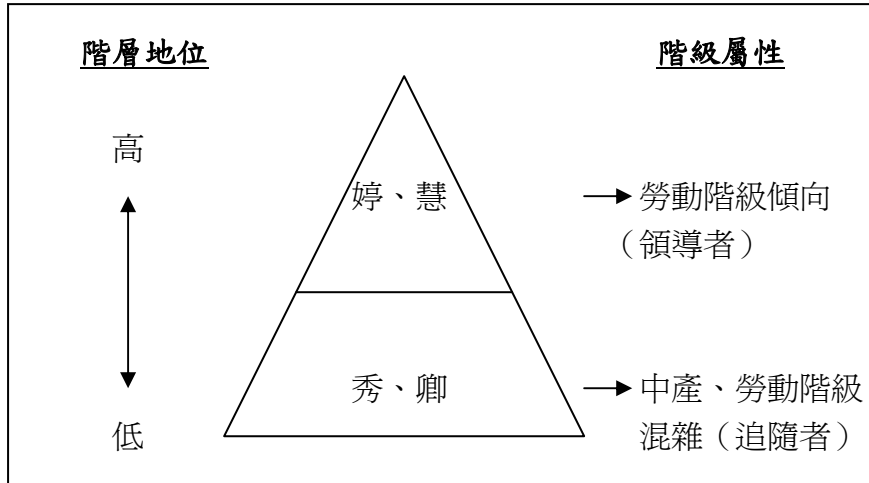 階層地位
階級屬性
高
婷、慧
勞動階級傾向
（領導者）
秀、卿
中產、勞動階級
混雜（追隨者）
低